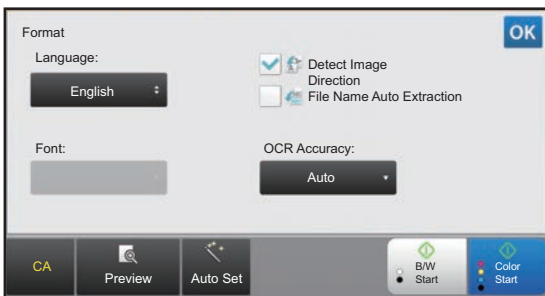 Format
OK
Language:
English
Detect Image
Direction
File Name Auto Extraction
Font:
OCR Accuracy:
Auto
CA
Preview
Auto Set
B/W
Start
Color
Start